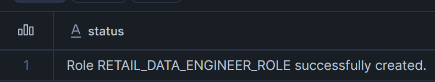 A status
1 Role RETAIL_DATA_ENGINEER_ROLE successfully created.